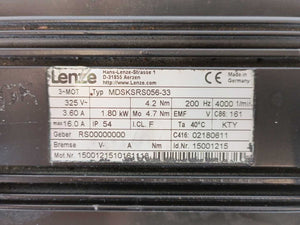 Lenze
Hans-Lenze-Strasse 1
D-31855 Aerzen
Made in
Germany
CE
3-MOT Typ MDSKSRS056-33
325 V~ 4.2 Nm 200 Hz 4000 1/min
3.60 A 1.80 kW Mo 4.7 Nm EMF V C86: 161
max 16.0 A IP 54 I.CL F Ta 40°C KTY
Geber: RS00000000 C416: 02180611
Bremse V~ A Nm Id.Nr. 15001215
Mot Nr.